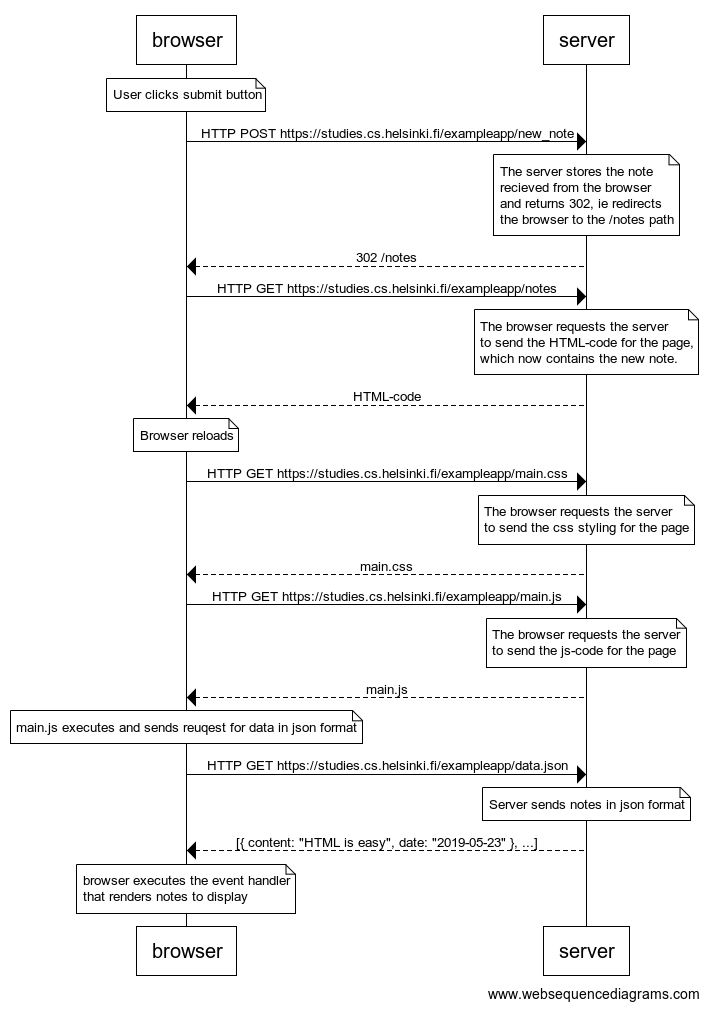 browser
server
User clicks submit button
HTTP POST https://studies.cs.helsinki.fi/exampleapp/new_note
The server stores the note
recieved from the browser
and returns 302, ie redirects
the browser to the /notes path
302 /notes
HTTP GET https://studies.cs.helsinki.fi/exampleapp/notes
The browser requests the server
to send the HTML-code for the page,
which now contains the new note.
HTML-code
Browser reloads
HTTP GET https://studies.cs.helsinki.fi/exampleapp/main.css
The browser requests the server
to send the css styling for the page
main.css
HTTP GET https://studies.cs.helsinki.fi/exampleapp/main.js
The browser requests the server
to send the js-code for the page
main.js
main.js executes and sends reuqest for data in json format
HTTP GET https://studies.cs.helsinki.fi/exampleapp/data.json
Server sends notes in json format
[{ content: "HTML is easy", date: "2019-05-23" }, ...]
browser executes the event handler
that renders notes to display
browser
server
www.websequencediagrams.com